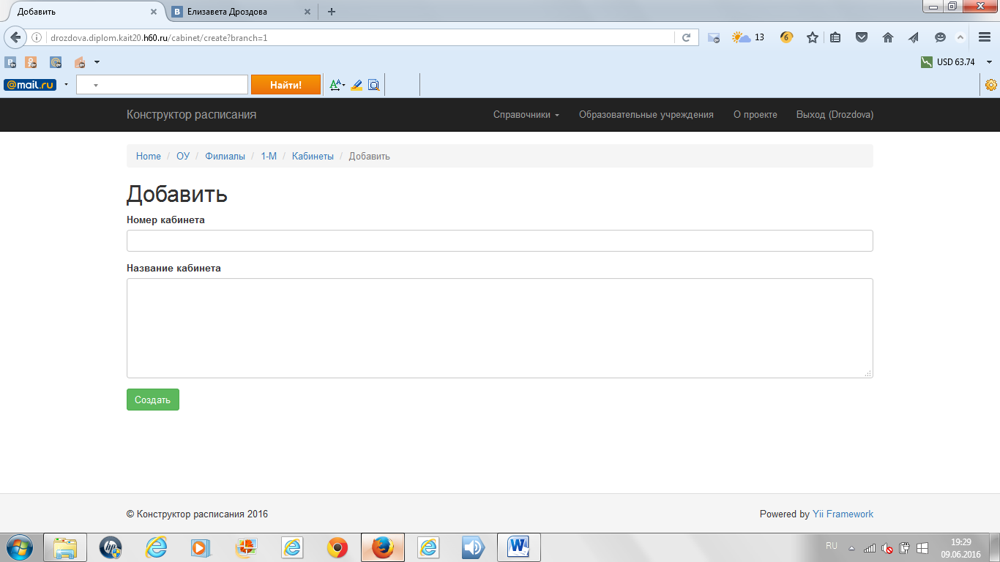 Добавить
Елизавета Дроздова
drozdova.diplom.kait20.h60.ru/cabinet/create?branch=1
13
6
USD 63.74
@mail.ru
Найти!
Конструктор расписания
Справочники
Образовательные учреждения
О проекте
Выход (Drozdova)
Home / ОУ / Филиалы / 1-М / Кабинеты / Добавить
Добавить
Номер кабинета
Название кабинета
Создать
© Конструктор расписания 2016
Powered by Yii Framework
RU
19:29
09.06.2016